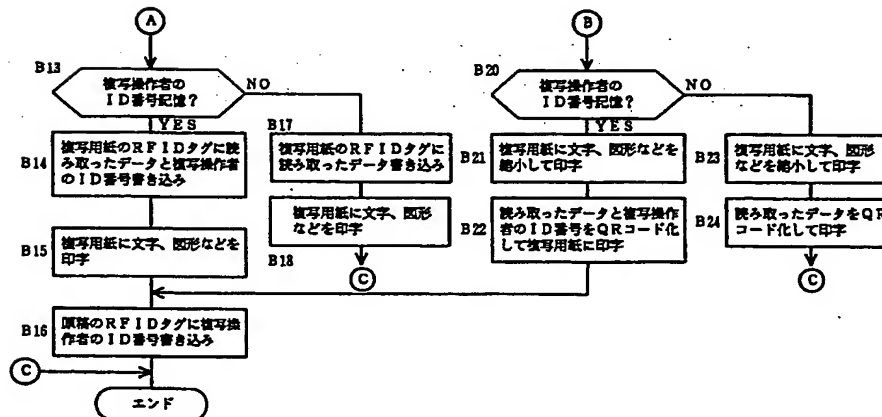 A
B13
複写操作者の
ID番号記憶?
NO
YES
B14
複写用紙のRFIDタグに読
み取ったデータと複写操作者
のID番号書き込み
B17
複写用紙のRFIDタグに
読み取ったデータ書き込み
B15
複写用紙に文字、図形などを
印字
複写用紙に文字、図形
などを印字
B18
C
B16
原稿のRFIDタグに複写操
作者のID番号書き込み
C
エンド
B
B20
複写操作者の
ID番号記憶?
NO
YES
B21
複写用紙に文字、図形などを
縮小して印字
B23
複写用紙に文字、図形
などを縮小して印字
B22
読み取ったデータと複写操作
者のID番号をQRコード化
して複写用紙に印字
B24
読み取ったデータをQR
コード化して印字
C